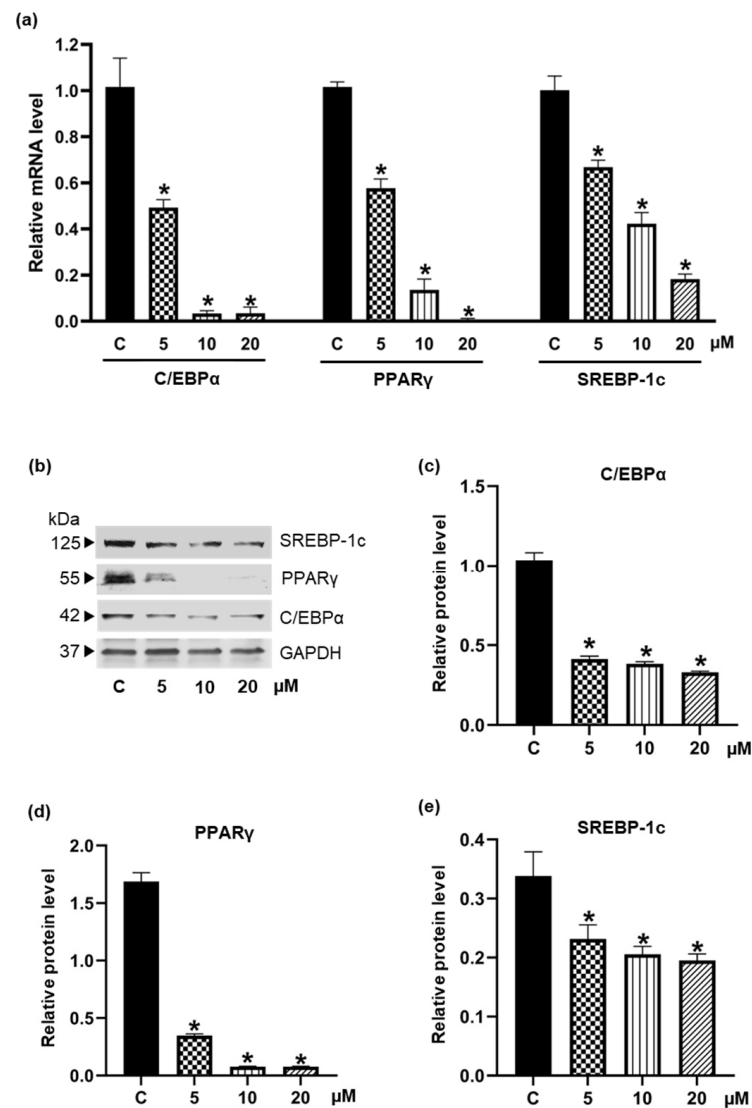 (a)
Relative mRNA level
1.2
1.0
0.8
0.6
0.4
0.2
0.0
* * * * * * * * *
C 5 10 20 C 5 10 20 C 5 10 20 µM
C/EBPα PPARγ SREBP-1c
(b)
kDa
125 SREBP-1c
55 PPARγ
42 C/EBPα
37 GAPDH
C 5 10 20 µM
(c)
C/EBPα
Relative protein level
1.5
1.0
0.5
0.0
* * *
C 5 10 20 µM
(d)
PPARγ
Relative protein level
2.0
1.5
1.0
0.5
0.0
* * *
C 5 10 20 µM
(e)
SREBP-1c
Relative protein level
0.4
0.3
0.2
0.1
0.0
* * *
C 5 10 20 µM